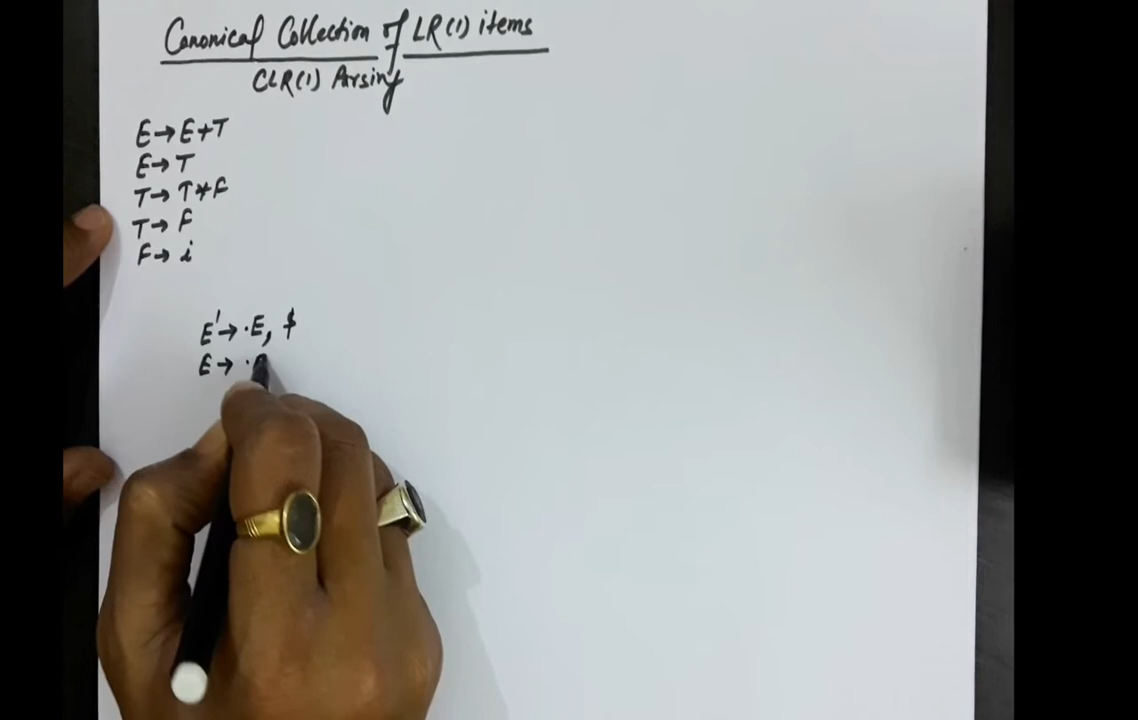 Canonical Collection of LR(1) items
CLR(1) Parsing
E→E+T
E→T
T→T*F
T→F
F→i
E'→·E, $
E→·